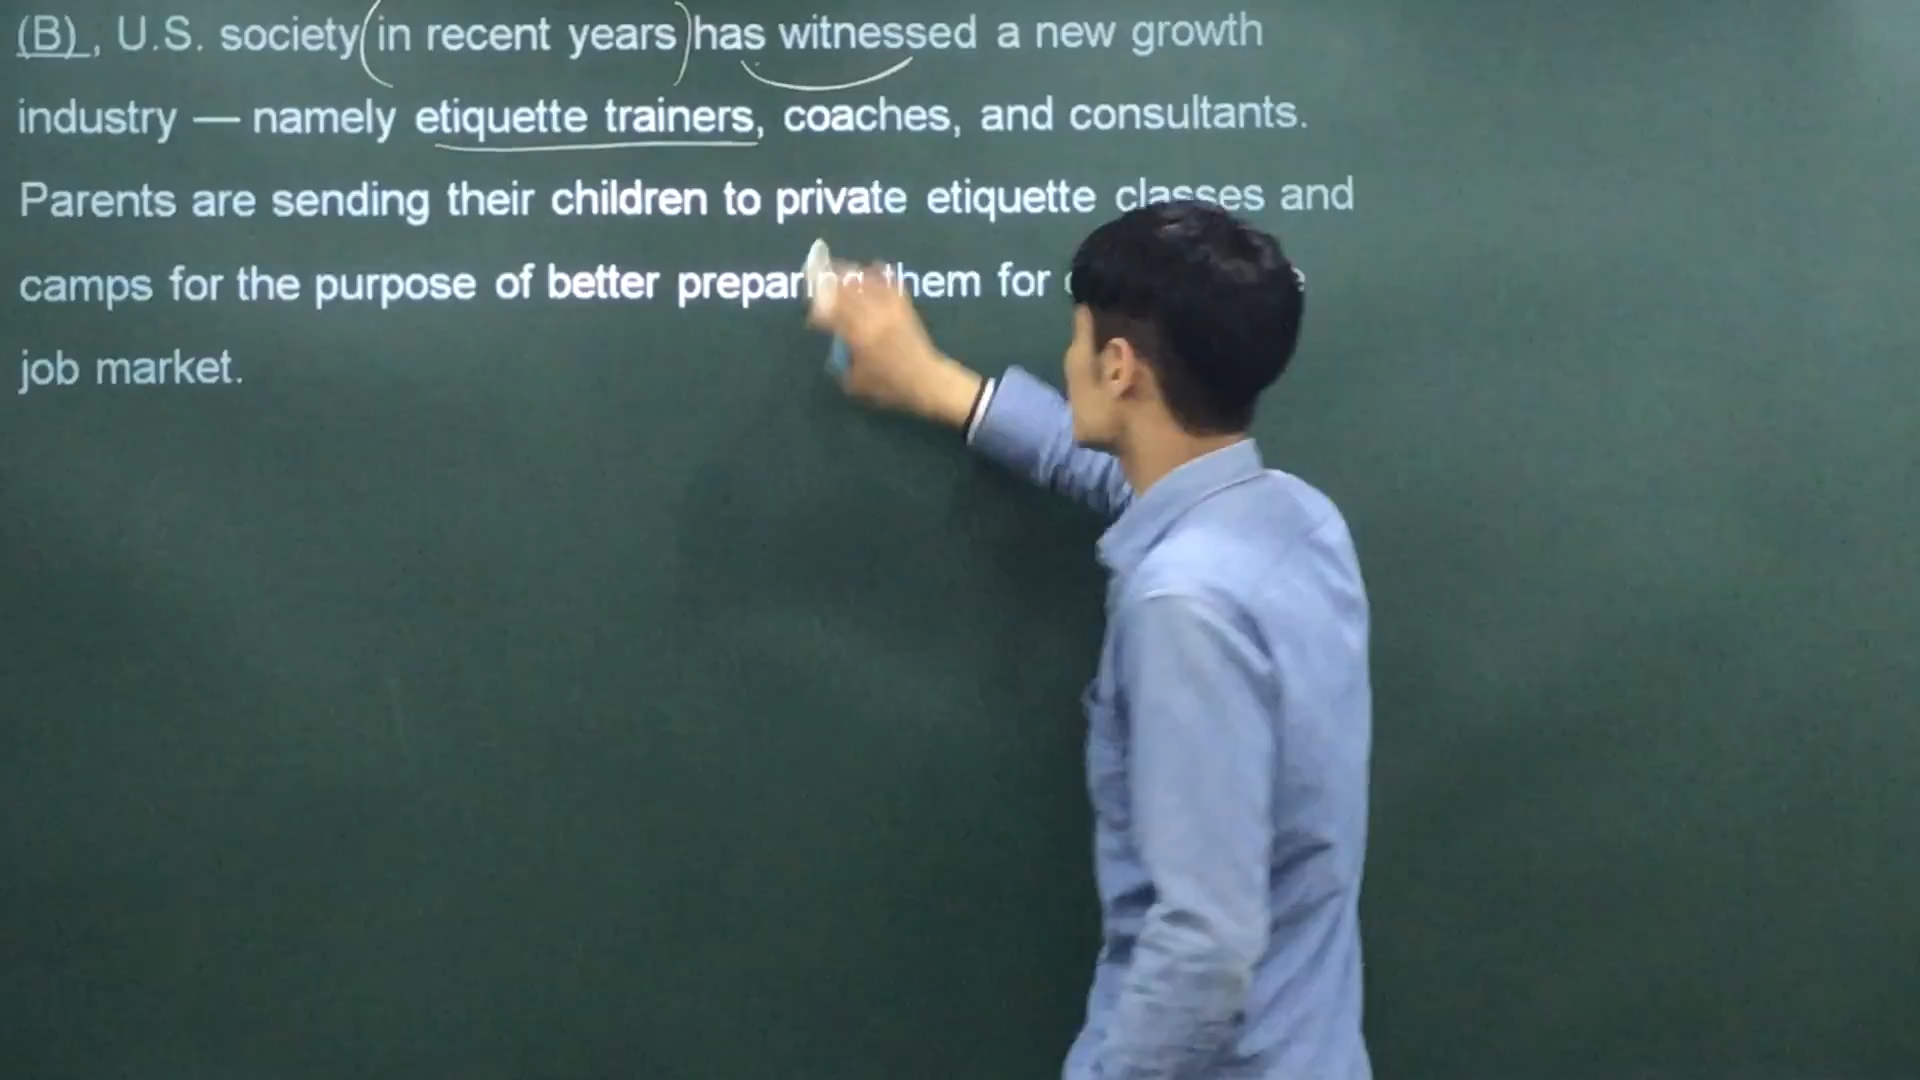 (B) , U.S. society (in recent years) has witnessed a new growth
industry — namely etiquette trainers, coaches, and consultants.
Parents are sending their children to private etiquette classes and
camps for the purpose of better preparing them for
job market.